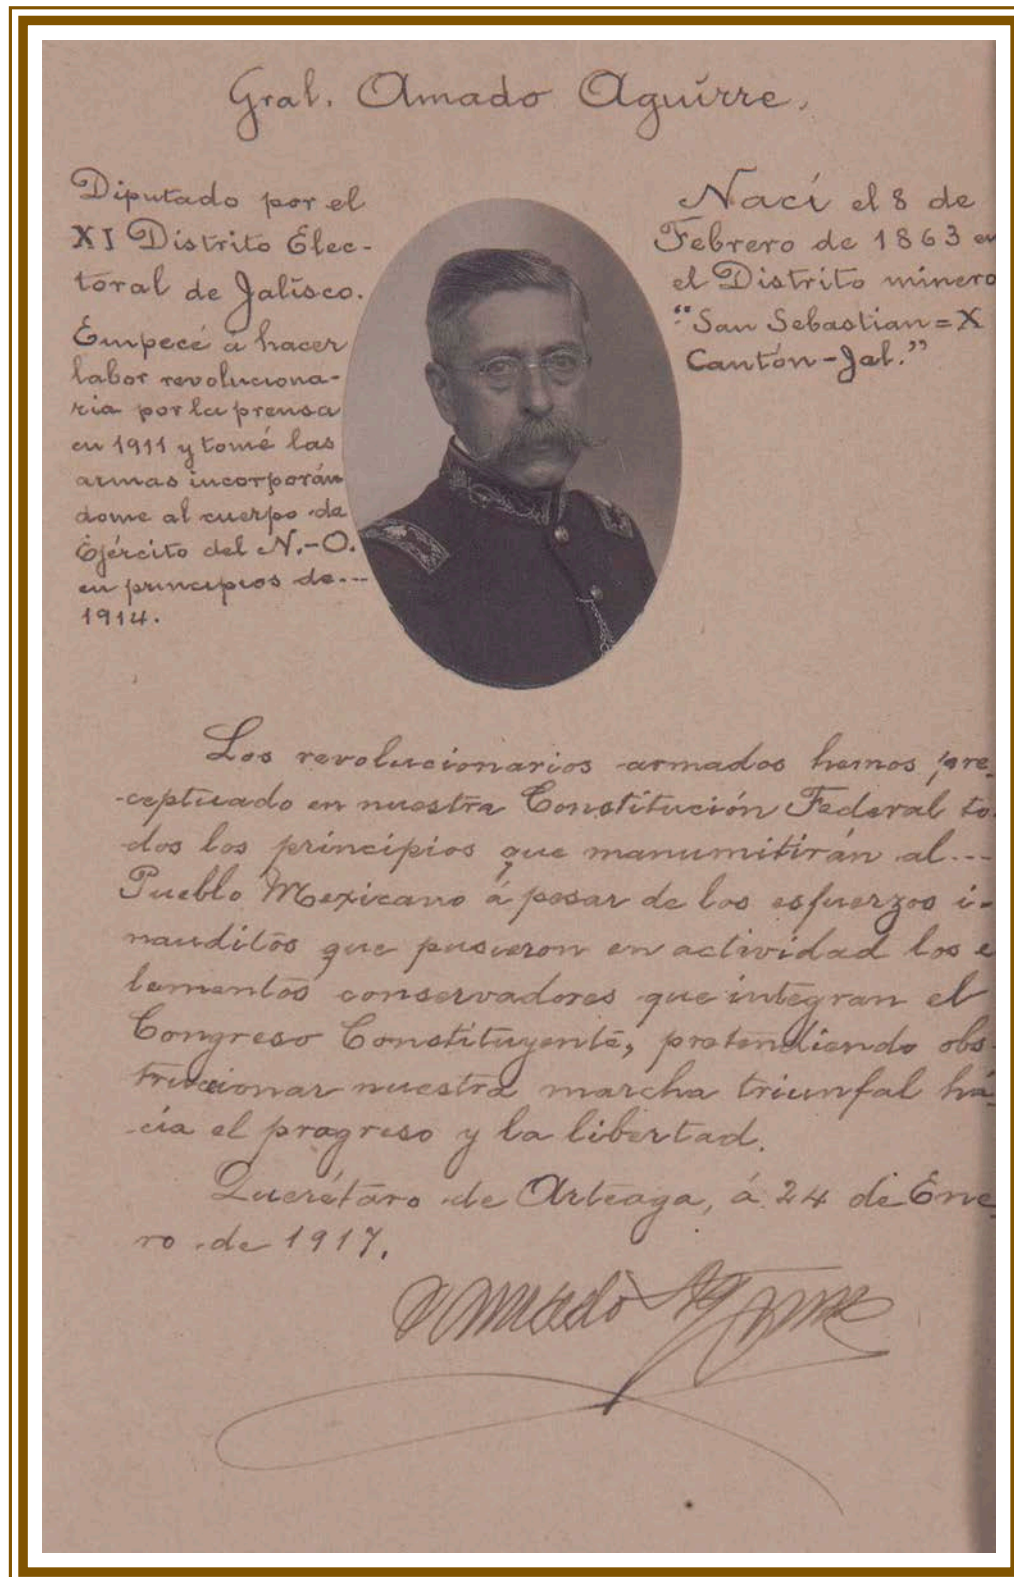 Gral. Amado Aguirre.
Diputado por el
XI Distrito Élec-
toral de Jalisco.
Émpecé á hacer
labor revoluciona-
ria por la prensa
en 1911 y tomé las
armas incorporán
dome al cuerpo de
Éjército del N.-O.
en principios de---
1914.
Nací el 8 de
Febrero de 1863 en
el Distrito minero
"San Sebastian=X
Cantón-Jal."
Los revolucionarios armados hemos pre-
ceptuado en nuestra Constitución Federal to-
dos los principios que manumitirán al---
Pueblo Mexicano á pesar de los esfuerzos i-
nauditos que pusieron en actividad los e
lementos conservadores que integran el
Congreso Constituyente, pretendiendo obs-
truccionar nuestra marcha triunfal há-
cia el progreso y la libertad.
Querétaro de Arteaga, á 24 de Éne-
ro de 1917.
Amado Aguirre